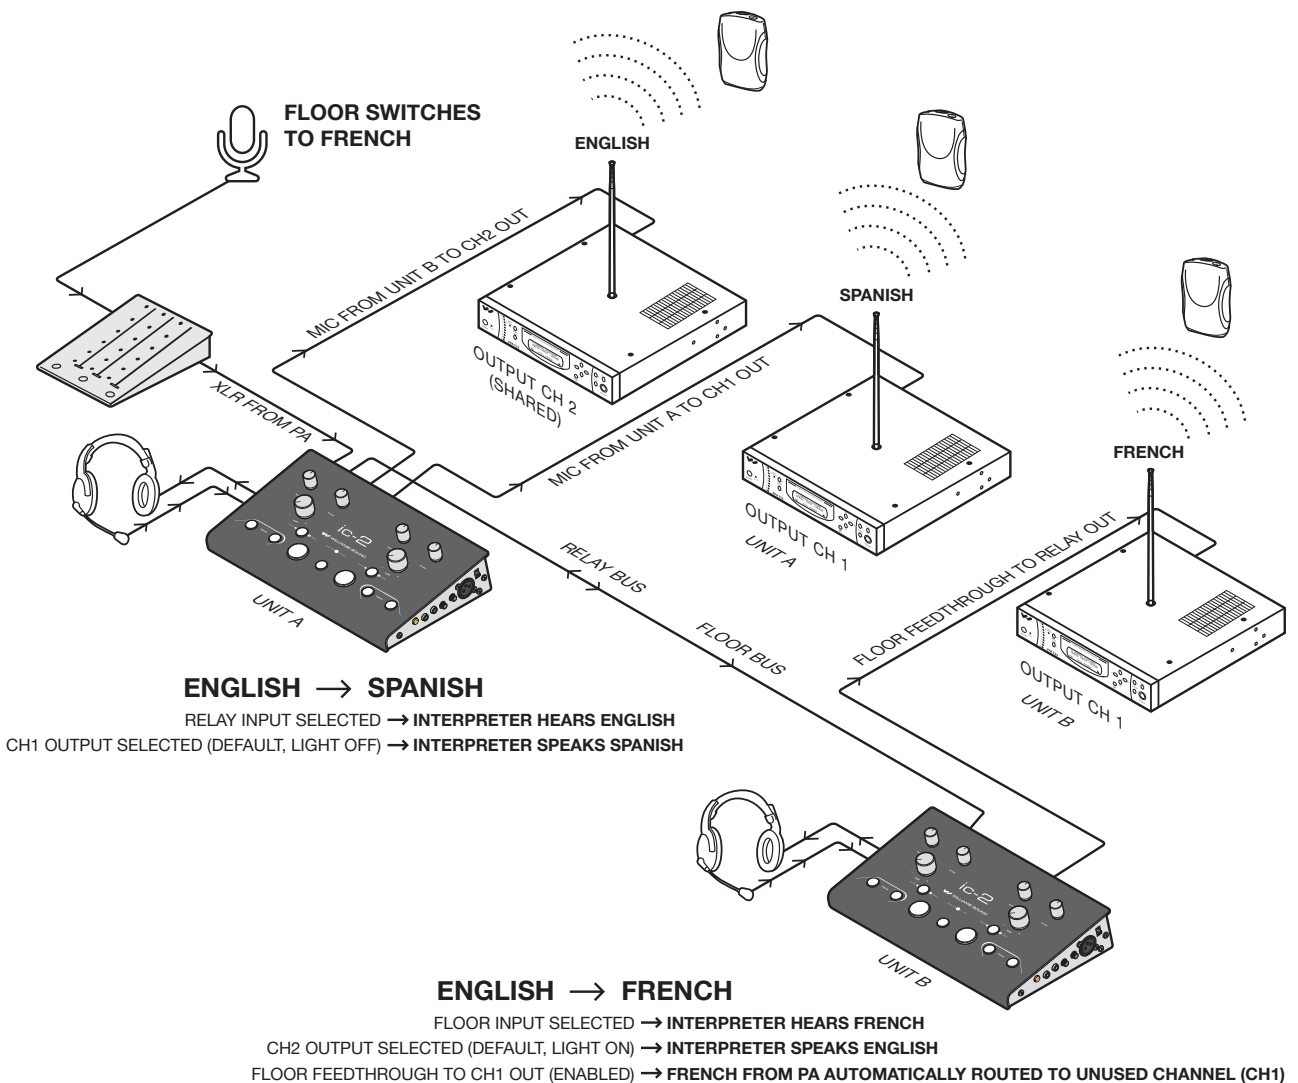 FLOOR SWITCHES
TO FRENCH
ENGLISH
MIC FROM UNIT B TO CH2 OUT
OUTPUT CH 2
(SHARED)
SPANISH
MIC FROM UNIT A TO CH1 OUT
OUTPUT CH 1
UNIT A
FRENCH
FLOOR FEEDTHROUGH TO RELAY OUT
OUTPUT CH 1
UNIT B
XLR FROM PA
RELAY BUS
FLOOR BUS
ic-2
WILLIAMS SOUND
UNIT A
ENGLISH → SPANISH
RELAY INPUT SELECTED → INTERPRETER HEARS ENGLISH
CH1 OUTPUT SELECTED (DEFAULT, LIGHT OFF) → INTERPRETER SPEAKS SPANISH
ic-2
WILLIAMS SOUND
UNIT B
ENGLISH → FRENCH
FLOOR INPUT SELECTED → INTERPRETER HEARS FRENCH
CH2 OUTPUT SELECTED (DEFAULT, LIGHT ON) → INTERPRETER SPEAKS ENGLISH
FLOOR FEEDTHROUGH TO CH1 OUT (ENABLED) → FRENCH FROM PA AUTOMATICALLY ROUTED TO UNUSED CHANNEL (CH1)